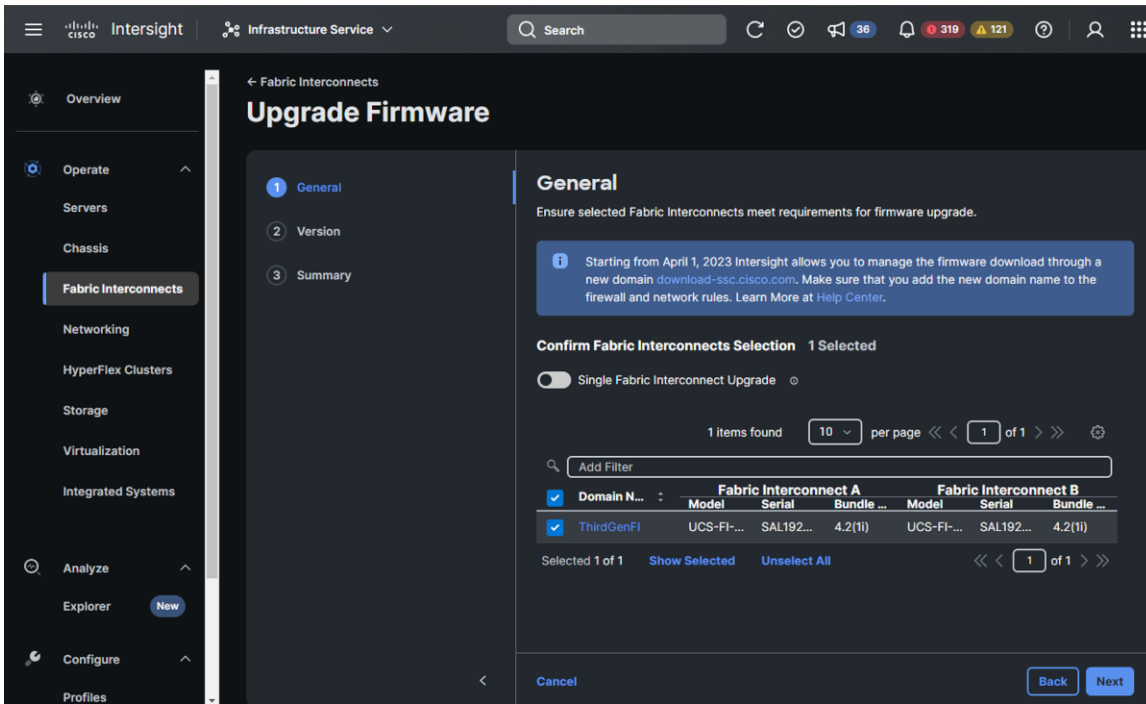 cisco Intersight
Infrastructure Service
Search
36
319
121
Overview
Operate
Servers
Chassis
Fabric Interconnects
Networking
HyperFlex Clusters
Storage
Virtualization
Integrated Systems
Analyze
Explorer New
Configure
Profiles
← Fabric Interconnects
Upgrade Firmware
1 General
2 Version
3 Summary
General
Ensure selected Fabric Interconnects meet requirements for firmware upgrade.
Starting from April 1, 2023 Intersight allows you to manage the firmware download through a
new domain download-ssc.cisco.com. Make sure that you add the new domain name to the
firewall and network rules. Learn More at Help Center.
Confirm Fabric Interconnects Selection 1 Selected
Single Fabric Interconnect Upgrade
1 items found 10 per page 1 of 1
Add Filter
Domain N... Fabric Interconnect A Fabric Interconnect B
Model Serial Bundle ... Model Serial Bundle ...
ThirdGenFI UCS-FI-... SAL192... 4.2(1i) UCS-FI-... SAL192... 4.2(1i)
Selected 1 of 1 Show Selected Unselect All 1 of 1
Cancel Back Next